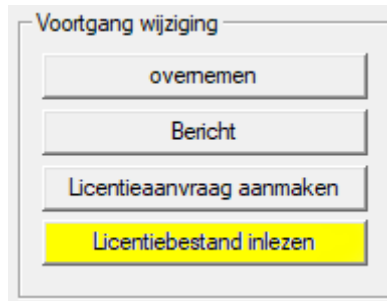 Voortgang wijziging
overnemen
Bericht
Licentieaanvraag aanmaken
Licentiebestand inlezen